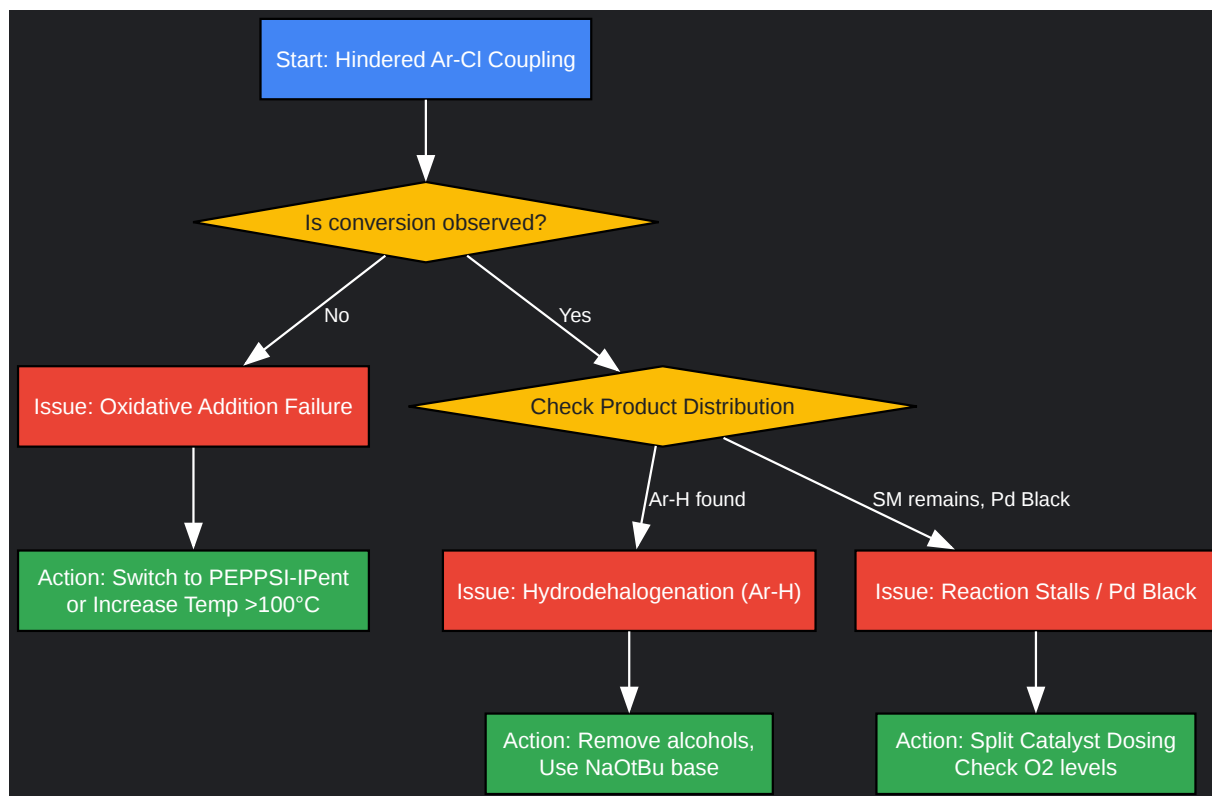 Start: Hindered Ar-Cl Coupling
Is conversion observed?
No
Yes
Issue: Oxidative Addition Failure
Check Product Distribution
Ar-H found
SM remains, Pd Black
Action: Switch to PEPPSI-IPent
or Increase Temp >100°C
Issue: Hydrodehalogenation (Ar-H)
Issue: Reaction Stalls / Pd Black
Action: Remove alcohols,
Use NaOtBu base
Action: Split Catalyst Dosing
Check O2 levels